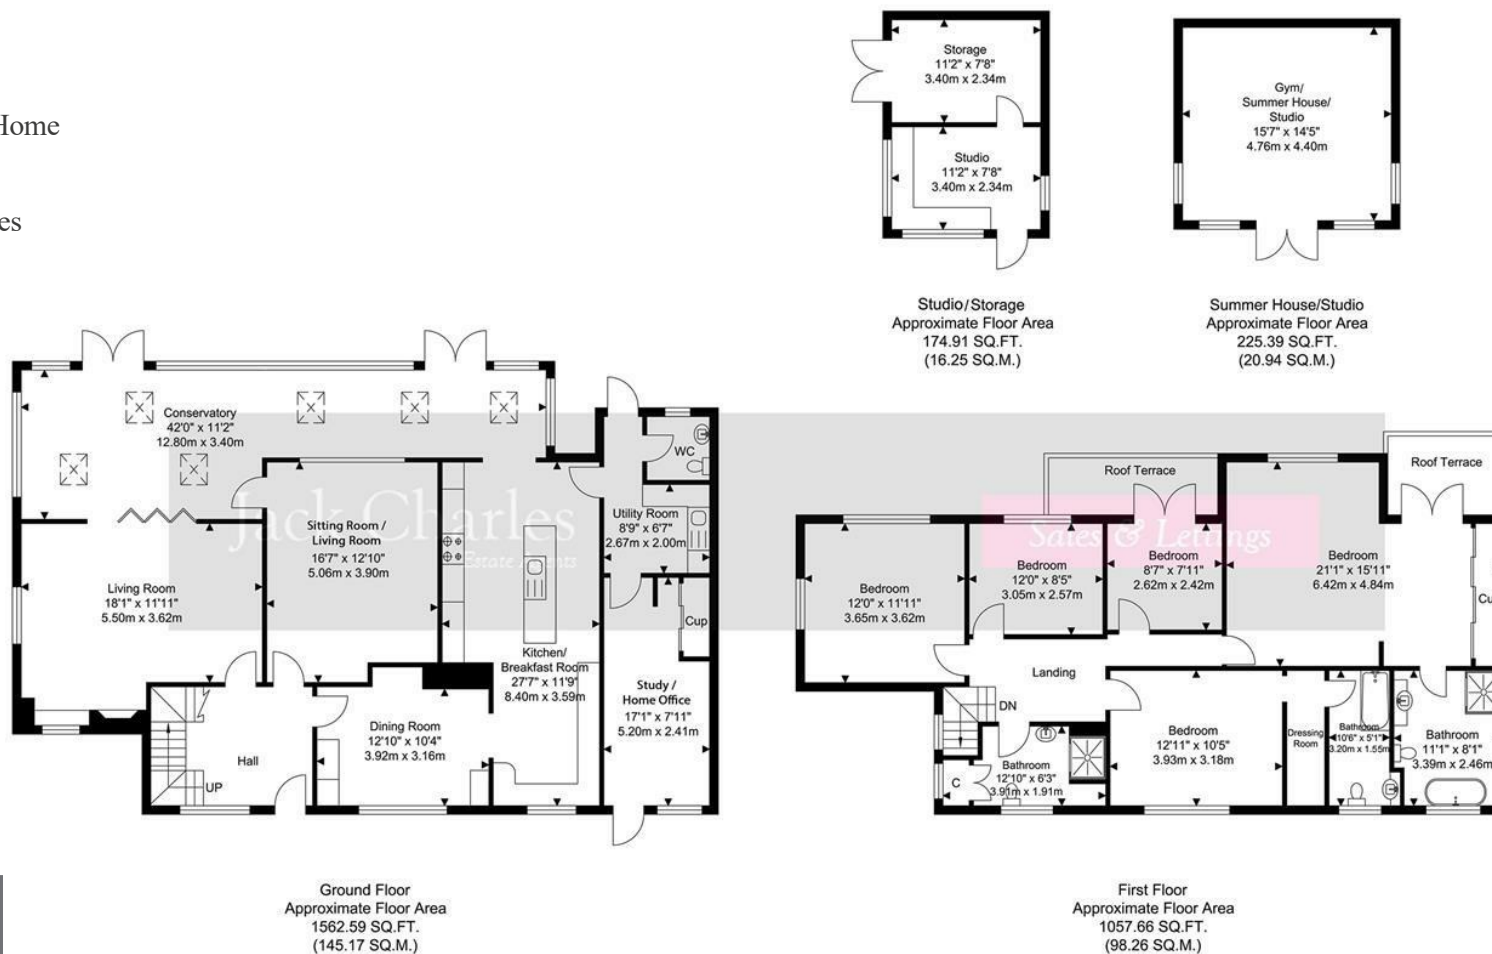 Home
es
Storage
11'2" x 7'8"
3.40m x 2.34m
Studio
11'2" x 7'8"
3.40m x 2.34m
Studio/Storage
Approximate Floor Area
174.91 SQ.FT.
(16.25 SQ.M.)
Gym/
Summer House/
Studio
15'7" x 14'5"
4.76m x 4.40m
Summer House/Studio
Approximate Floor Area
225.39 SQ.FT.
(20.94 SQ.M.)
Conservatory
42'0" x 11'2"
12.80m x 3.40m
WC
Jack Charles
Estate Agents
Sitting Room /
Living Room
16'7" x 12'10"
5.06m x 3.90m
Utility Room
8'9" x 6'7"
2.67m x 2.00m
Living Room
18'1" x 11'11"
5.50m x 3.62m
Cup
Kitchen/
Breakfast Room
27'7" x 11'9"
8.40m x 3.59m
Study /
Home Office
17'1" x 7'11"
5.20m x 2.41m
Dining Room
12'10" x 10'4"
3.92m x 3.16m
Hall
UP
Ground Floor
Approximate Floor Area
1562.59 SQ.FT.
(145.17 SQ.M.)
Roof Terrace
Roof Terrace
Sales & Lettings
Bedroom
12'0" x 11'11"
3.65m x 3.62m
Bedroom
12'0" x 8'5"
3.05m x 2.57m
Bedroom
8'7" x 7'11"
2.62m x 2.42m
Bedroom
21'1" x 15'11"
6.42m x 4.84m
Cu
Landing
DN
Bedroom
12'11" x 10'5"
3.93m x 3.18m
Dressing
Room
Bathroom
10'6" x 5'1"
3.20m x 1.55m
Bathroom
11'1" x 8'1"
3.39m x 2.46m
C
Bathroom
12'10" x 6'3"
3.91m x 1.91m
First Floor
Approximate Floor Area
1057.66 SQ.FT.
(98.26 SQ.M.)